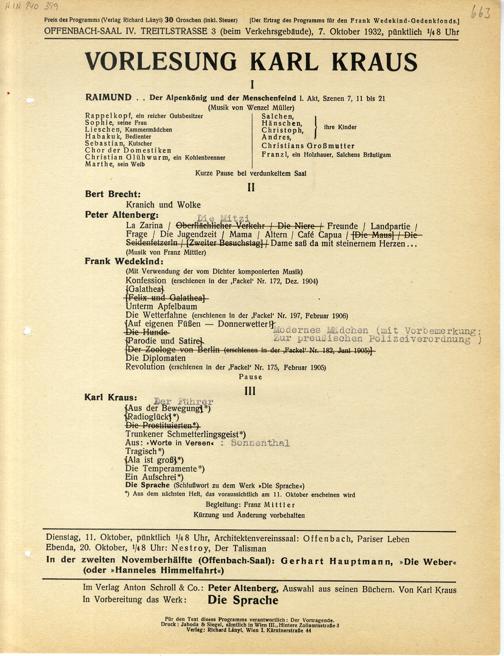 H.I.N 240 359
663
Preis des Programms (Verlag Richard Lányi) 30 Groschen (inkl. Steuer) [Der Ertrag des Programms für den Frank Wedekind-Gedenkfonds.]
OFFENBACH-SAAL IV. TREITLSTRASSE 3 (beim Verkehrsgebäude), 7. Oktober 1932, pünktlich ¼8 Uhr
VORLESUNG KARL KRAUS
I
RAIMUND . . Der Alpenkönig und der Menschenfeind I. Akt, Szenen 7, 11 bis 21
(Musik von Wenzel Müller)
Rappelkopf, ein reicher Gutsbesitzer
Sophie, seine Frau
Lieschen, Kammermädchen
Habakuk, Bedienter
Sebastian, Kutscher
Chor der Domestiken
Christian Glühwurm, ein Kohlenbrenner
Marthe, sein Weib
Salchen,
Hänschen,
Christoph,
Andres,
ihre Kinder
Christians Großmutter
Franzl, ein Holzhauer, Salchens Bräutigam
Kurze Pause bei verdunkeltem Saal
II
Bert Brecht:
Kranich und Wolke
Peter Altenberg:
Die Mitzi
La Zarina / Oberflächlicher Verkehr / Die Niere / Freunde / Landpartie /
Frage / Die Jugendzeit / Mama / Altern / Café Capua / [Die Maus] / Die
Seidenfetzerln / [Zweiter Besuchstag] / Dame saß da mit steinernem Herzen ...
(Musik von Franz Mittler)
Frank Wedekind:
(Mit Verwendung der vom Dichter komponierten Musik)
Konfession (erschienen in der ‚Fackel‘ Nr. 172, Dez. 1904)
[Galathea]
[Felix und Galathea]
Unterm Apfelbaum
Die Wetterfahne (erschienen in der ‚Fackel‘ Nr. 197, Februar 1906)
[Auf eigenen Füßen — Donnerwetter!]
Die Hunde
Modernes Mädchen (mit Vorbemerkung:
Zur preußischen Polizeiverordnung )
[Parodie und Satire]
[Der Zoologe von Berlin (erschienen in der ‚Fackel‘ Nr. 182, Juni 1905)]
Die Diplomaten
Revolution (erschienen in der ‚Fackel‘ Nr. 175, Februar 1905)
Pause
III
Karl Kraus:
Der Führer
[Aus der Bewegung]*)
[Radioglück]*)
Die Prostituierten*)
Trunkener Schmetterlingsgeist*)
Aus: »Worte in Versen« : Sonnenthal
Tragisch*)
[Ala ist groß]*)
Die Temperamente*)
Ein Aufschrei*)
Die Sprache (Schlußwort zu dem Werk »Die Sprache«)
*) Aus dem nächsten Heft, das voraussichtlich am 11. Oktober erscheinen wird
Begleitung: Franz Mittler
Kürzung und Änderung vorbehalten
Dienstag, 11. Oktober, pünktlich ¼8 Uhr, Architektenvereinssaal: Offenbach, Pariser Leben
Ebenda, 20. Oktober, ¼8 Uhr: Nestroy, Der Talisman
In der zweiten Novemberhälfte (Offenbach-Saal): Gerhart Hauptmann, »Die Weber«
(oder »Hanneles Himmelfahrt«)
Im Verlag Anton Schroll & Co.: Peter Altenberg, Auswahl aus seinen Büchern. Von Karl Kraus
In Vorbereitung das Werk: Die Sprache
Für den Text dieses Programms verantwortlich: Der Vortragende.
Druck: Jahoda & Siegel, sämtlich in Wien III., Hintere Zollamtsstraße 3
Verlag: Richard Lányi, Wien I. Kärntnerstraße 44